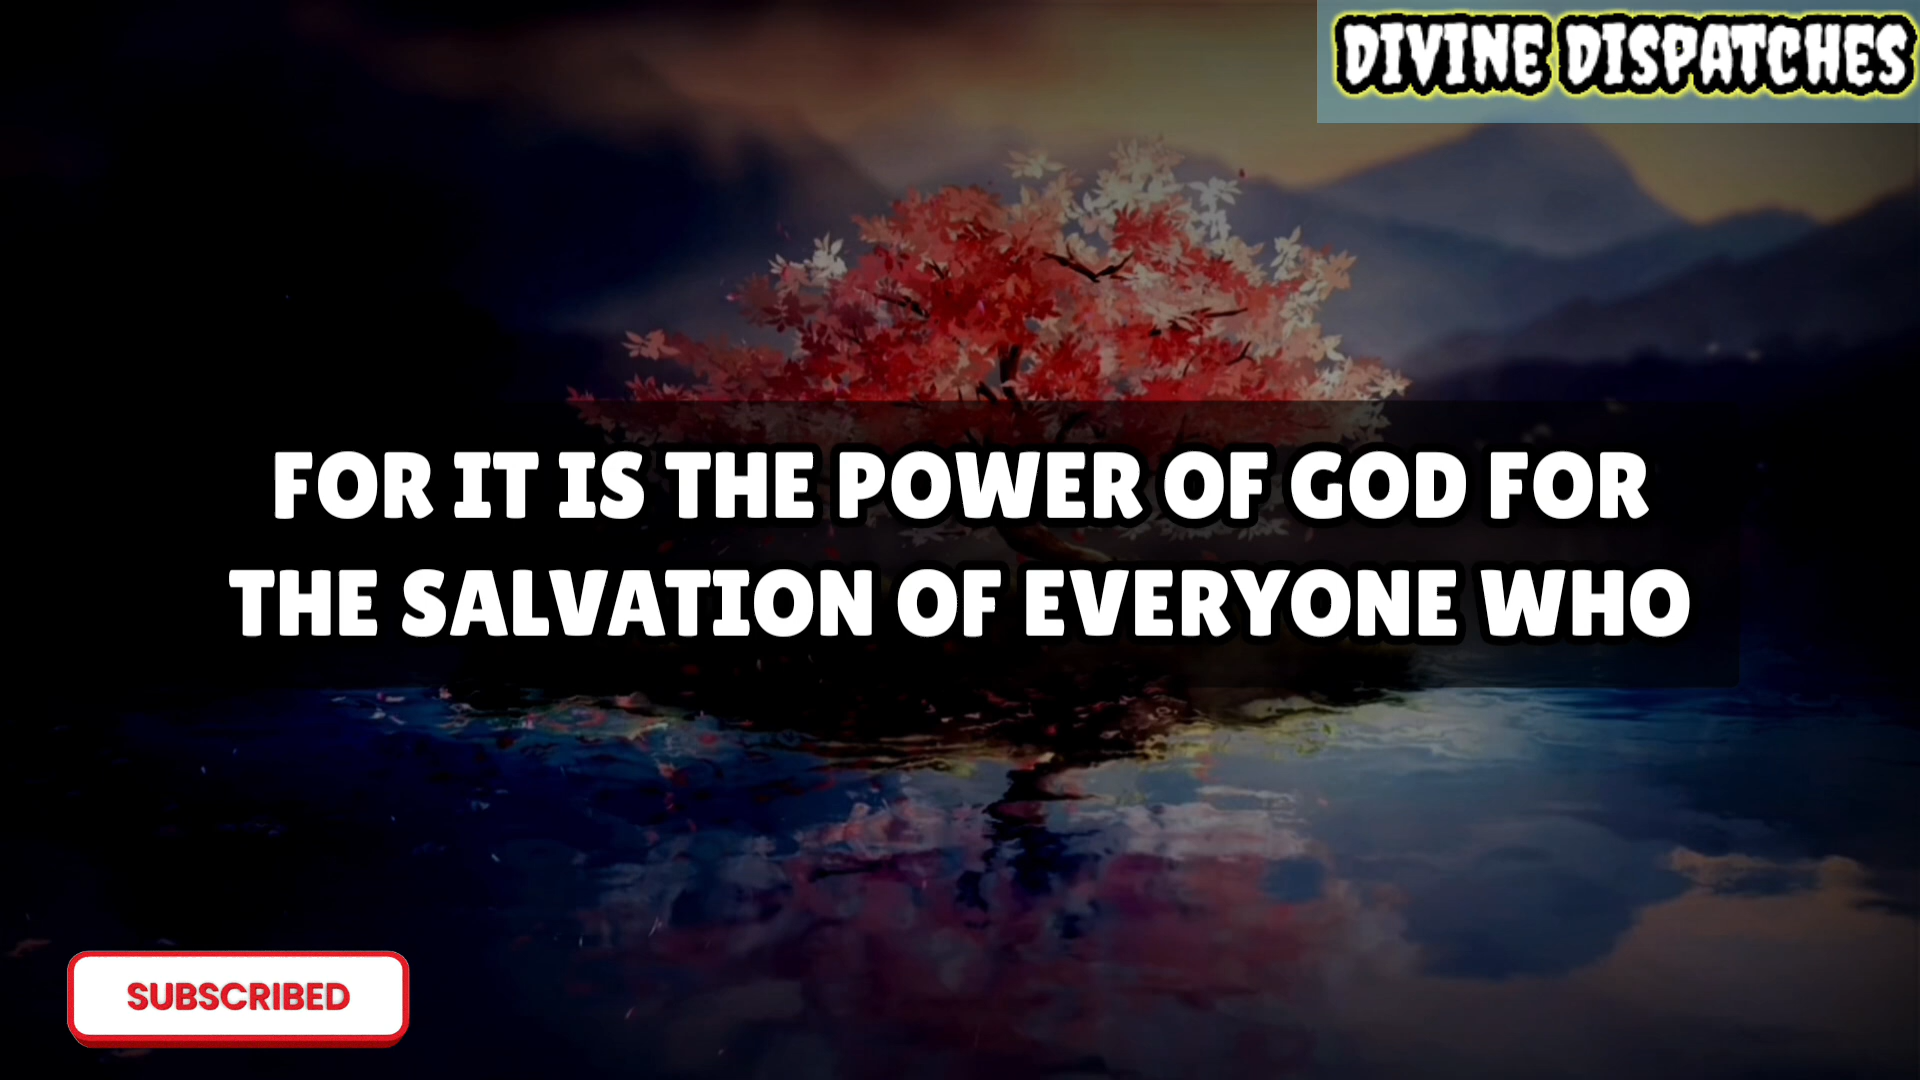 DIVINE DISPATCHES
FOR IT IS THE POWER OF GOD FOR
THE SALVATION OF EVERYONE WHO
SUBSCRIBED